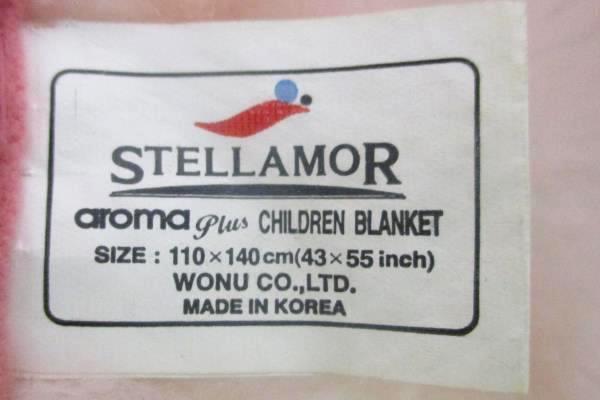 STELLAMOR
aroma Plus CHILDREN BLANKET
SIZE : 110×140cm(43×55 inch)
WONU CO.,LTD.
MADE IN KOREA